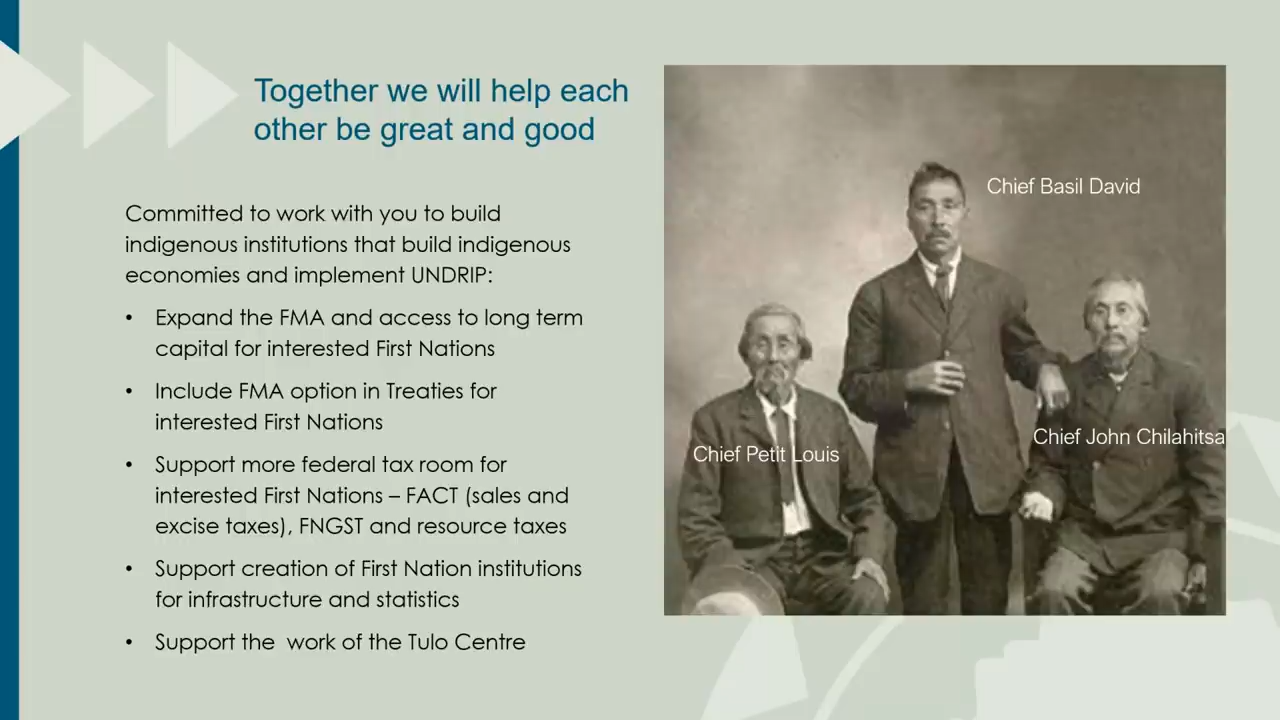 Together we will help each
other be great and good
Committed to work with you to build
indigenous institutions that build indigenous
economies and implement UNDRIP:
• Expand the FMA and access to long term
capital for interested First Nations
• Include FMA option in Treaties for
interested First Nations
• Support more federal tax room for
interested First Nations – FACT (sales and
excise taxes), FNGST and resource taxes
• Support creation of First Nation institutions
for infrastructure and statistics
• Support the  work of the Tulo Centre
Chief Basil David
Chief John Chilahitsa
Chief Petit Louis